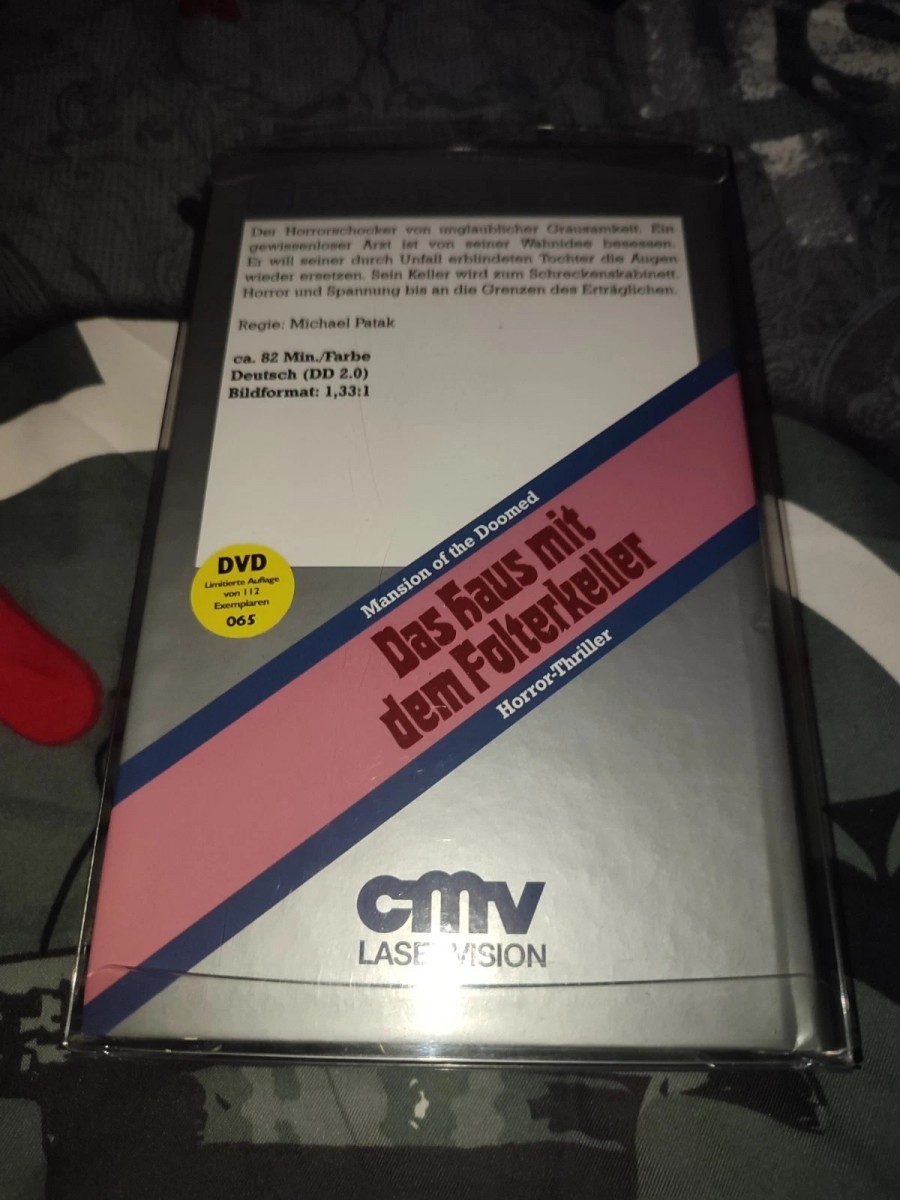 Der Horrorschocker von unglaublicher Grausamkeit. Ein
gewissenloser Arzt ist von seiner Wahnidee besessen.
Er will seiner durch Unfall erblindeten Tochter die Augen
wieder ersetzen. Sein Keller wird zum Schreckenskabinett.
Horror und Spannung bis an die Grenzen des Erträglichen.
Regie: Michael Patak
ca. 82 Min./Farbe
Deutsch (DD 2.0)
Bildformat: 1,33:1
DVD
Limitierte Auflage
von 112
Exemplaren
065
Mansion of the Doomed
Das Haus mit
dem Folterkeller
Horror-Thriller
cmv
LASERVISION